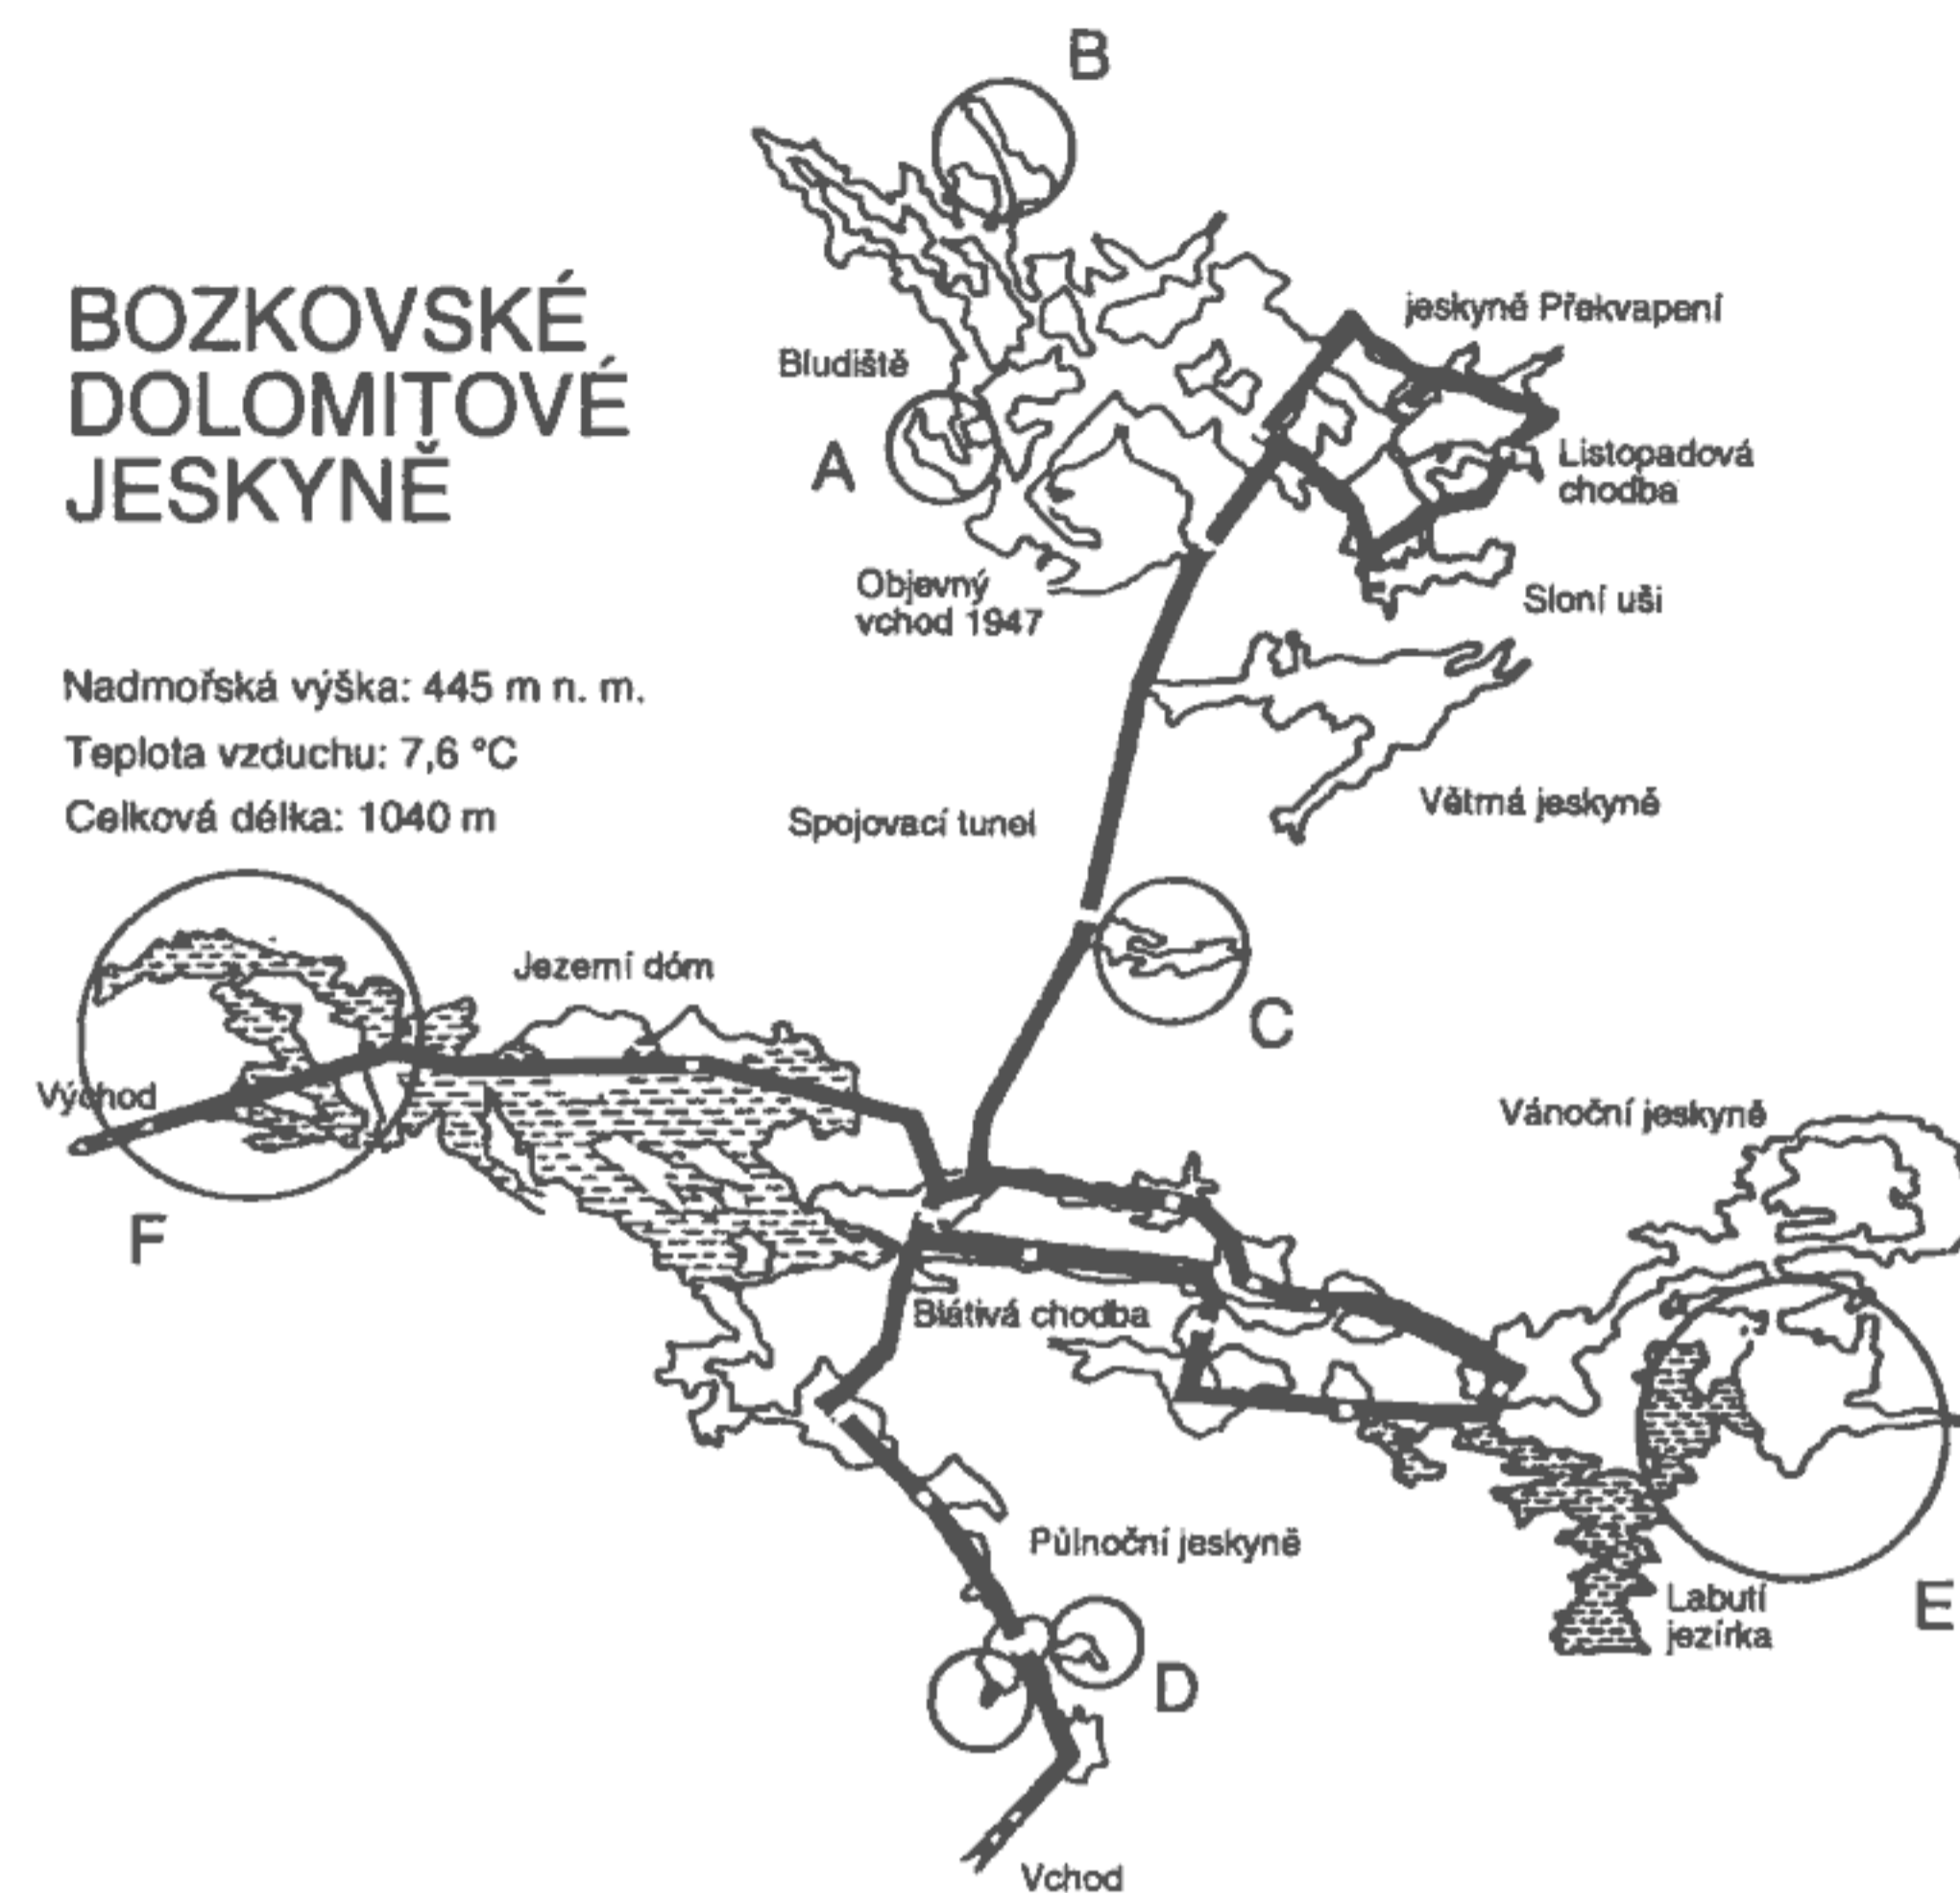 B
BOZKOVSKÉ
DOLOMITOVÉ
JESKYNĚ
jeskyně Překvapení
Bludiště
A
Listopadová
chodba
Objevný
vchod 1947
Sloní uši
Nadmořská výška: 445 m n. m.
Teplota vzduchu: 7,6 °C
Celková délka: 1040 m
Spojovací tunel
Větrná jeskyně
Jezerní dóm
C
Východ
Vánoční jeskyně
F
Blátivá chodba
Půlnoční jeskyně
Labutí
jezírka
E
D
Vchod